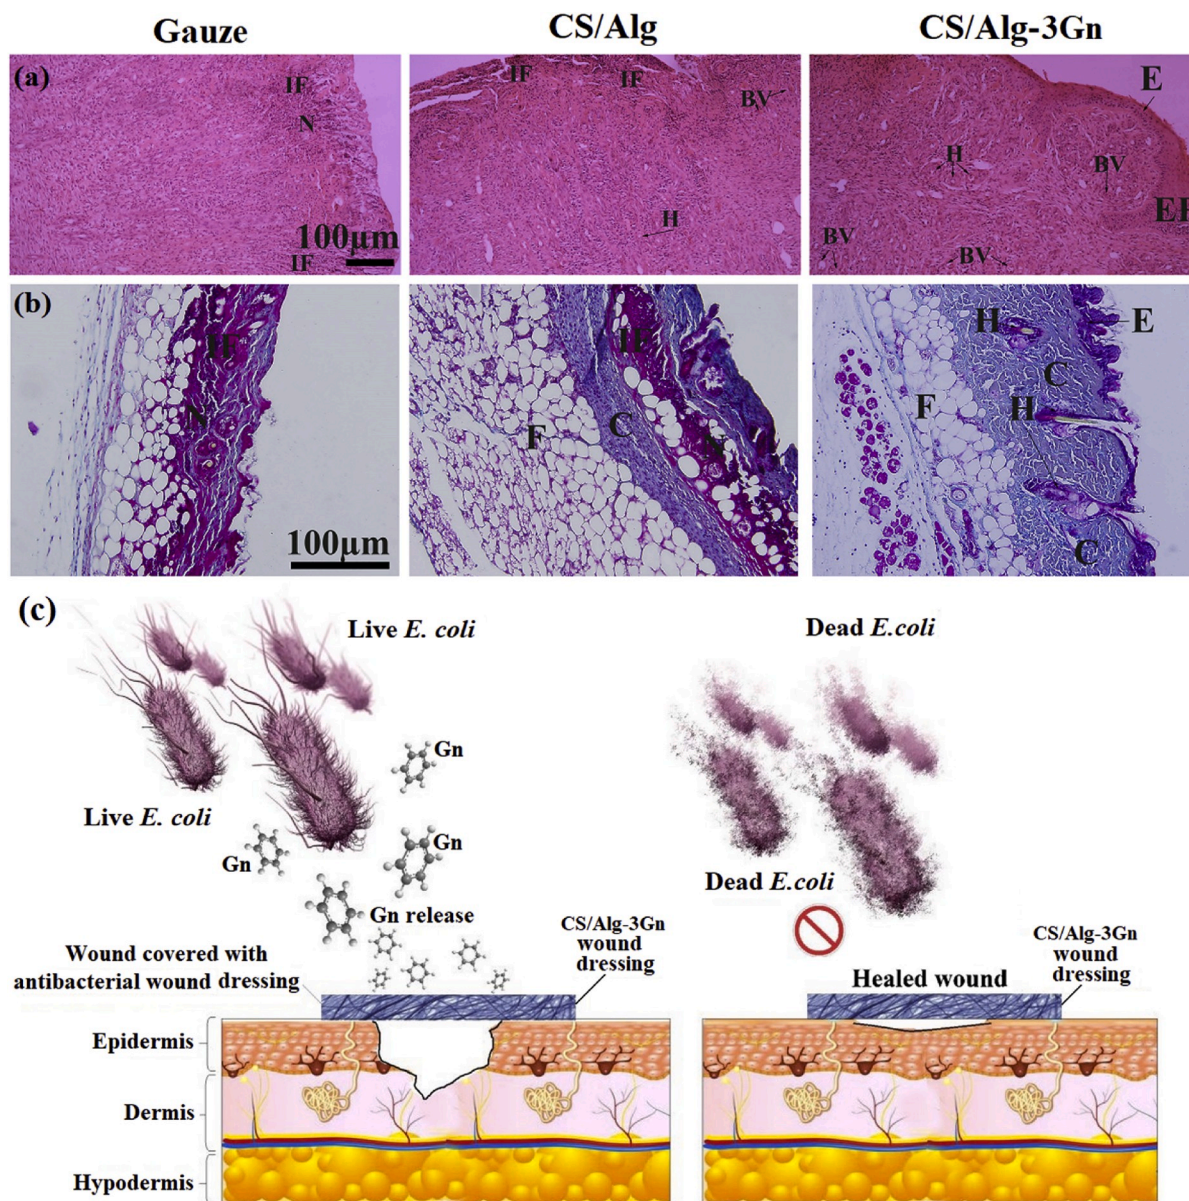 Gauze
CS/Alg
CS/Alg-3Gn
(a)
IF
N
100µm
IF
IF
IF
BV
H
E
H
BV
BV
BV
(b)
IF
N
100µm
F
C
IF
N
H
E
C
F
H
C
(c)
Live E. coli
Live E. coli
Gn
Gn
Gn
Gn release
Wound covered with
antibacterial wound dressing
CS/Alg-3Gn
wound
dressing
Dead E.coli
Dead E.coli
Healed wound
CS/Alg-3Gn
wound
dressing
Epidermis
Dermis
Hypodermis